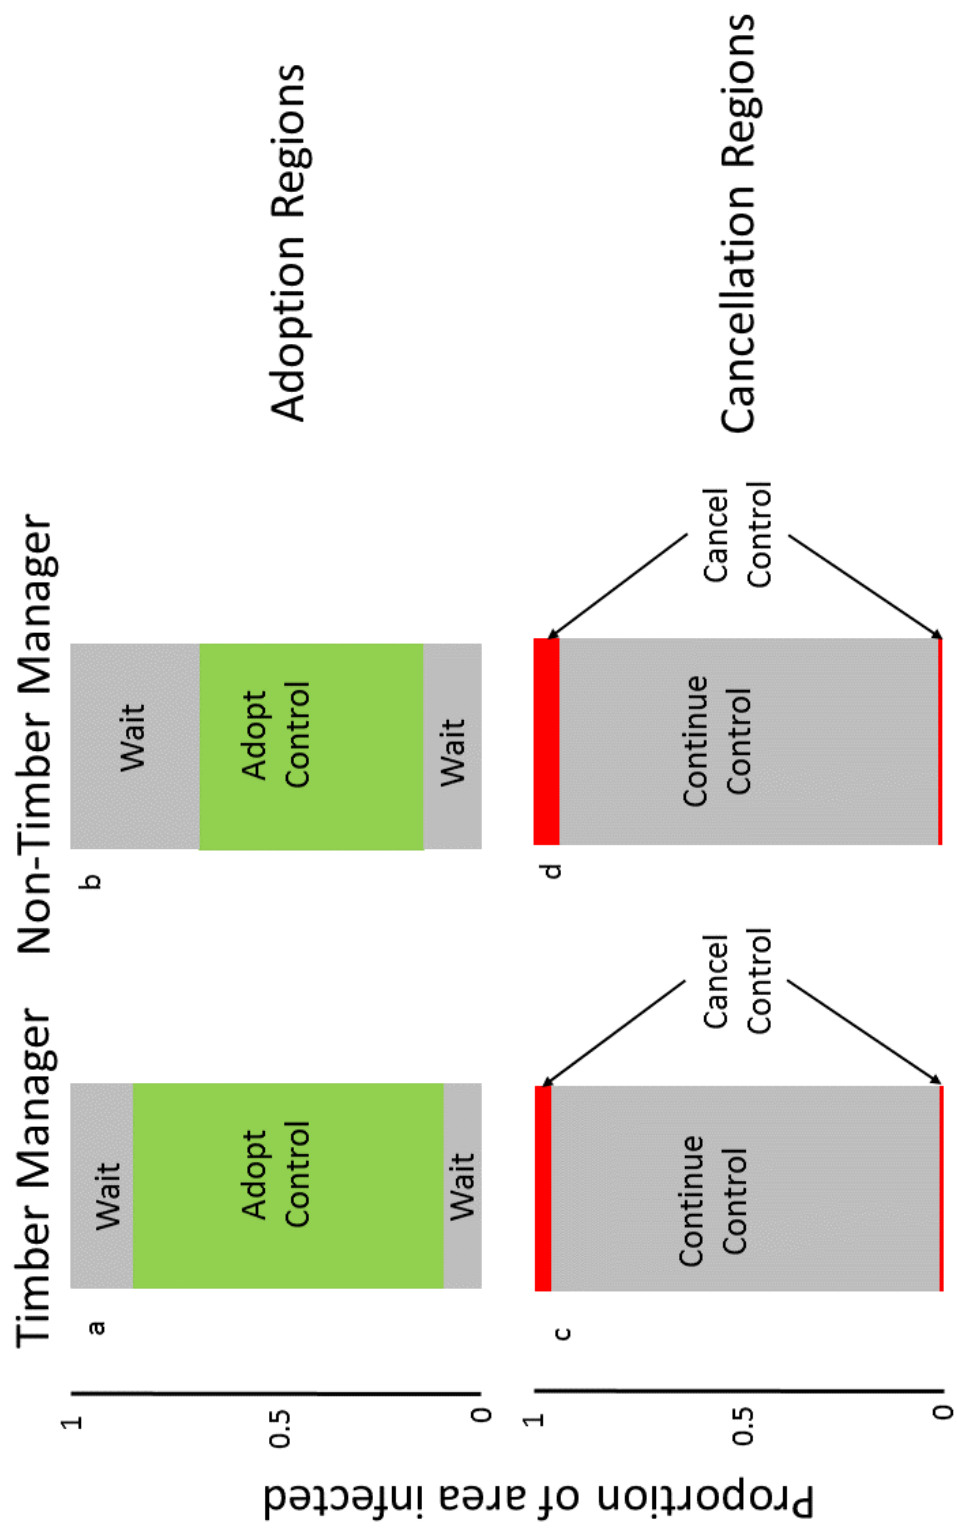 Timber Manager
Non-Timber Manager
a
Wait
Adopt
Control
Wait
b
Wait
Adopt
Control
Wait
Adoption Regions
1
0.5
0
Proportion of area infected
c
Continue
Control
Cancel
Control
d
Continue
Control
Cancel
Control
Cancellation Regions
1
0.5
0